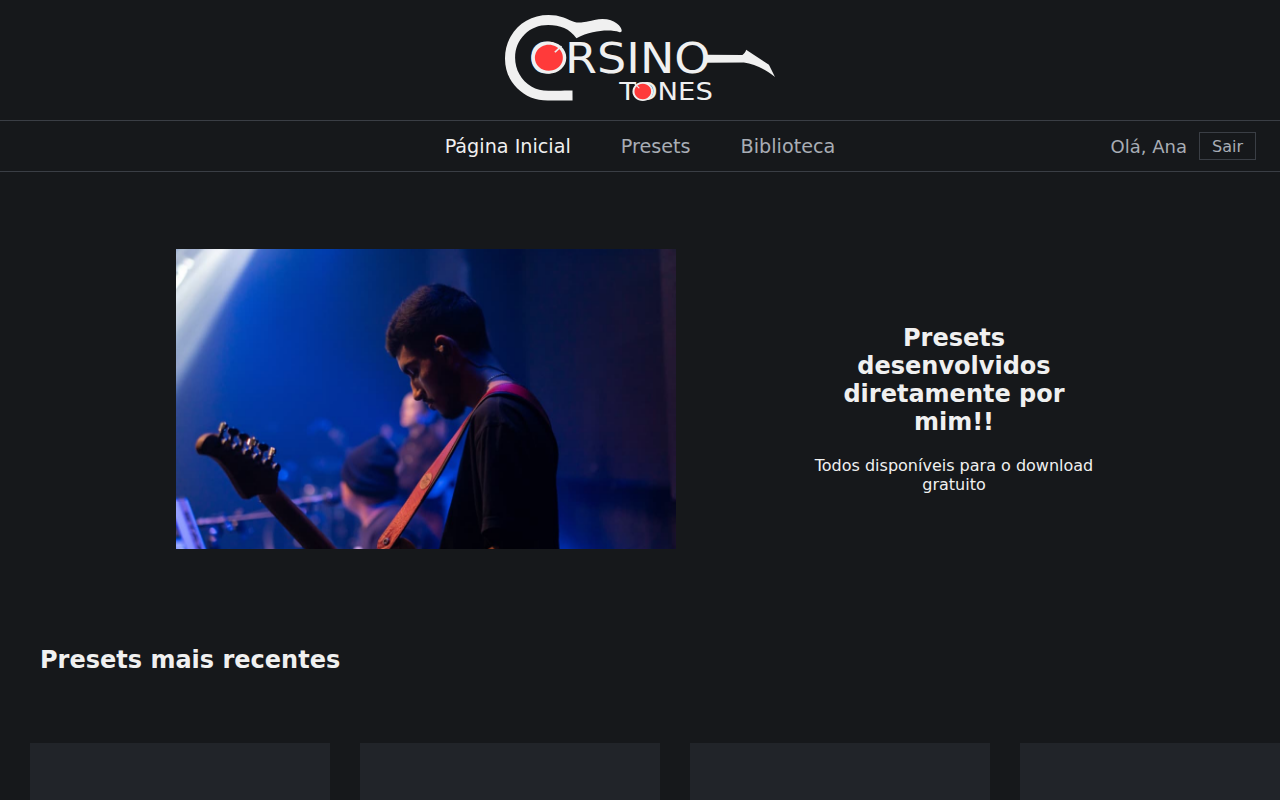 CORSINO
TONES
Página Inicial
Presets
Biblioteca
Olá, Ana
Sair
Presets
desenvolvidos
diretamente por
mim!!
Todos disponíveis para o download
gratuito
Presets mais recentes